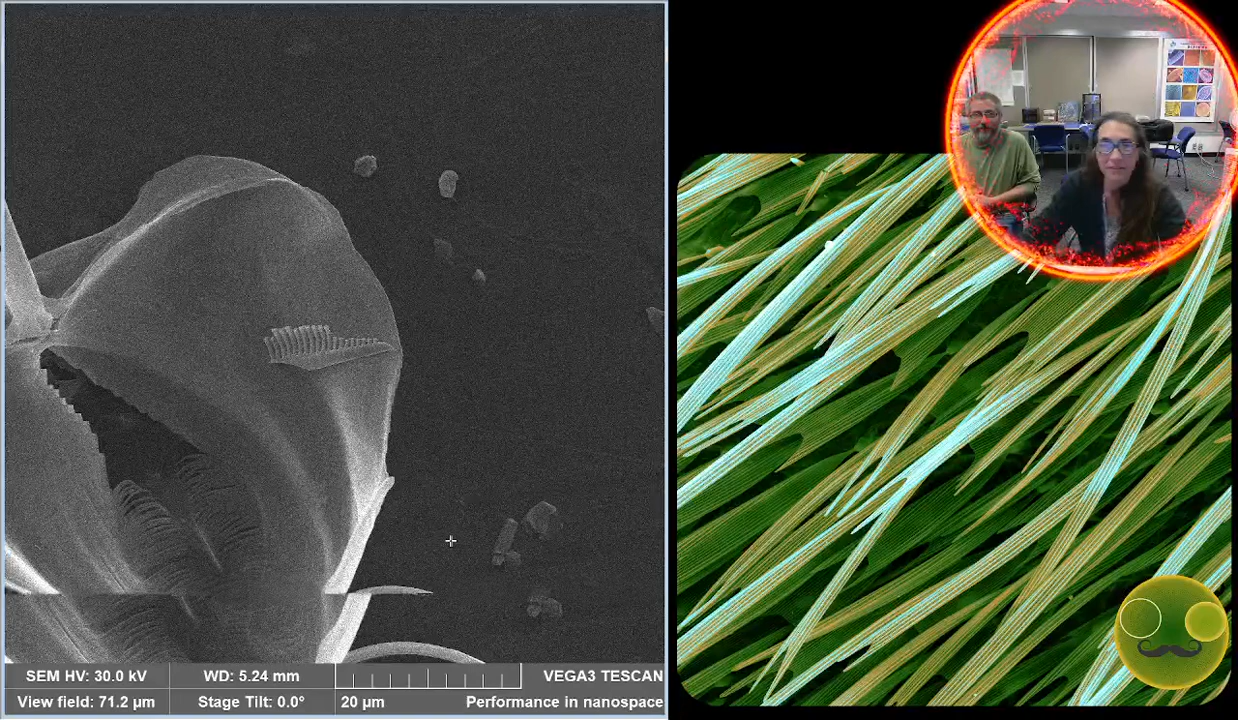 SEM HV: 30.0 kV
WD: 5.24 mm
VEGA3 TESCAN
View field: 71.2 µm
Stage Tilt: 0.0°
20 µm
Performance in nanospace